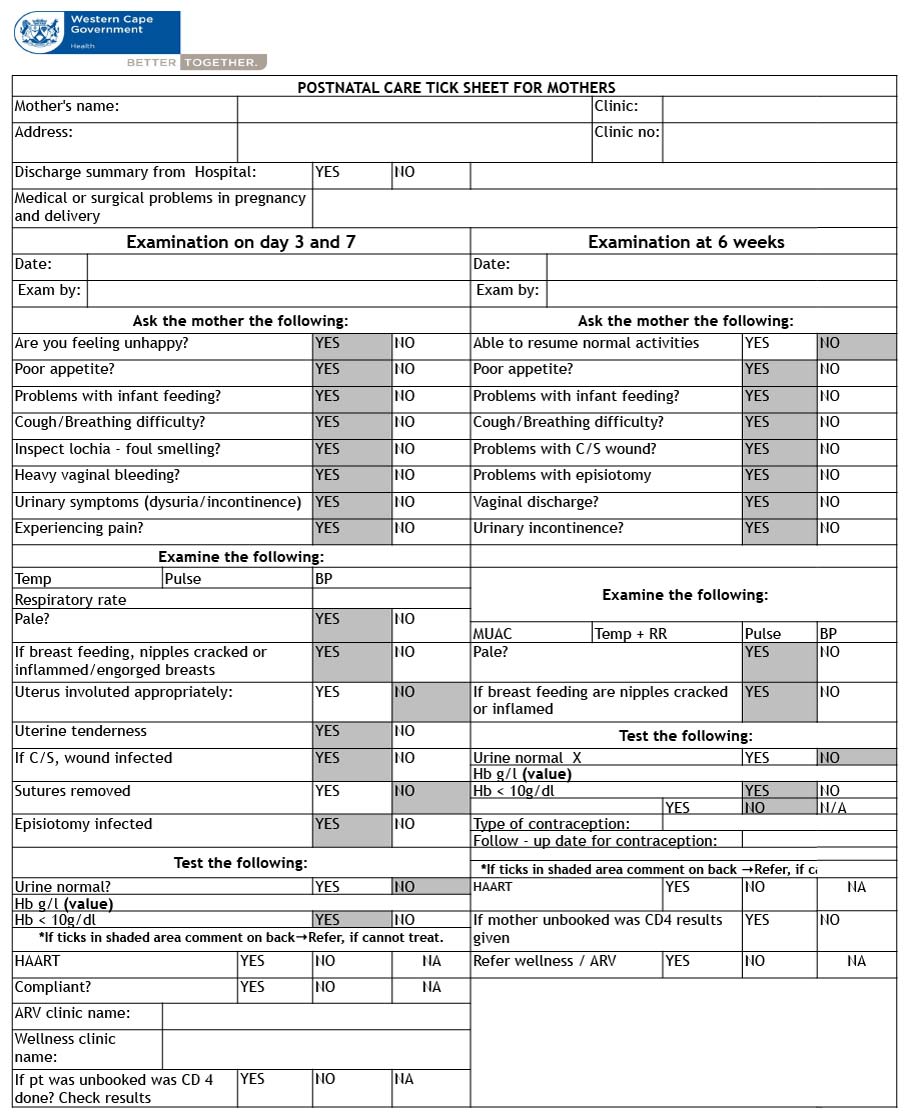 Western Cape
Government
Health
BETTER TOGETHER.
POSTNATAL CARE TICK SHEET FOR MOTHERS
Mother's name: Clinic:
Address: Clinic no:
Discharge summary from Hospital: YES NO
Medical or surgical problems in pregnancy
and delivery
Examination on day 3 and 7
Date:
Exam by:
Ask the mother the following:
Are you feeling unhappy? YES NO
Poor appetite? YES NO
Problems with infant feeding? YES NO
Cough/Breathing difficulty? YES NO
Inspect lochia - foul smelling? YES NO
Heavy vaginal bleeding? YES NO
Urinary symptoms (dysuria/incontinence) YES NO
Experiencing pain? YES NO
Examine the following:
Temp Pulse BP
Respiratory rate
Pale? YES NO
If breast feeding, nipples cracked or YES NO
inflammed/engorged breasts
Uterus involuted appropriately: YES NO
Uterine tenderness YES NO
If C/S, wound infected YES NO
Sutures removed YES NO
Episiotomy infected YES NO
Test the following:
Urine normal? YES NO
Hb g/l (value)
Hb < 10g/dl YES NO
*If ticks in shaded area comment on back→Refer, if cannot treat.
HAART YES NO NA
Compliant? YES NO NA
ARV clinic name:
Wellness clinic
name:
If pt was unbooked was CD 4 YES NO NA
done? Check results
Examination at 6 weeks
Date:
Exam by:
Ask the mother the following:
Able to resume normal activities YES NO
Poor appetite? YES NO
Problems with infant feeding? YES NO
Cough/Breathing difficulty? YES NO
Problems with C/S wound? YES NO
Problems with episiotomy YES NO
Vaginal discharge? YES NO
Urinary incontinence? YES NO
Examine the following:
MUAC Temp + RR Pulse BP
Pale? YES NO
If breast feeding are nipples cracked YES NO
or inflamed
Test the following:
Urine normal X YES NO
Hb g/l (value)
Hb < 10g/dl YES NO
YES NO N/A
Type of contraception:
Follow - up date for contraception:
*If ticks in shaded area comment on back →Refer, if ca
HAART YES NO NA
If mother unbooked was CD4 results YES NO
given
Refer wellness / ARV YES NO NA